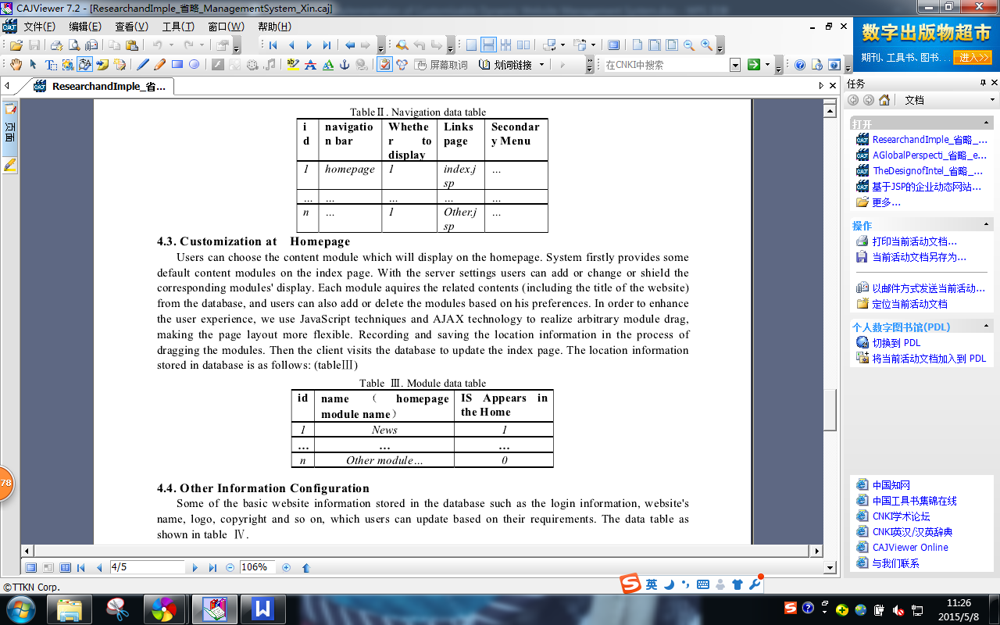 CAJViewer 7.2 - [ResearchandImple_省略_ManagementSystem_Xin.caj]
文件(F) 编辑(E) 查看(V) 工具(T) 窗口(W) 帮助(H)
数字出版物超市
期刊、工具书、图书... 进入>>
屏幕取词 划词链接 在CNKI中搜索
ResearchandImple_省...
页面
TableⅡ. Navigation data table
i navigatio Whethe Links Secondar
d n bar r to page y Menu
display
1 homepage 1 index.j ...
sp
... ... ... ... ...
n ... 1 Other.j ...
sp
4.3. Customization at Homepage
Users can choose the content module which will display on the homepage. System firstly provides some
default content modules on the index page. With the server settings users can add or change or shield the
corresponding modules' display. Each module aquires the related contents (including the title of the website)
from the database, and users can also add or delete the modules based on his preferences. In order to enhance
the user experience, we use JavaScript techniques and AJAX technology to realize arbitrary module drag,
making the page layout more flexible. Recording and saving the location information in the process of
dragging the modules. Then the client visits the database to update the index page. The location information
stored in database is as follows: (tableⅢ)
Table Ⅲ. Module data table
id name （ homepage IS Appears in
module name） the Home
1 News 1
... ... ...
n Other module... 0
4.4. Other Information Configuration
Some of the basic website information stored in the database such as the login information, website's
name, logo, copyright and so on, which users can update based on their requirements. The data table as
shown in table Ⅳ.
任务
文档
打开
ResearchandImple_省略_...
AGlobalPerspecti_省略_e...
TheDesignofIntel_省略_...
基于JSP的企业动态网站...
更多...
操作
打印当前活动文档...
当前活动文档另存为...
以邮件方式发送当前活动...
定位当前活动文档
个人数字图书馆(PDL)
切换到 PDL
将当前活动文档加入到 PDL
中国知网
中国工具书集锦在线
CNKI学术论坛
CNKI英汉/汉英辞典
CAJViewer Online
与我们联系
78
4/5 106%
©TTKN Corp.
英
11:26
2015/5/8